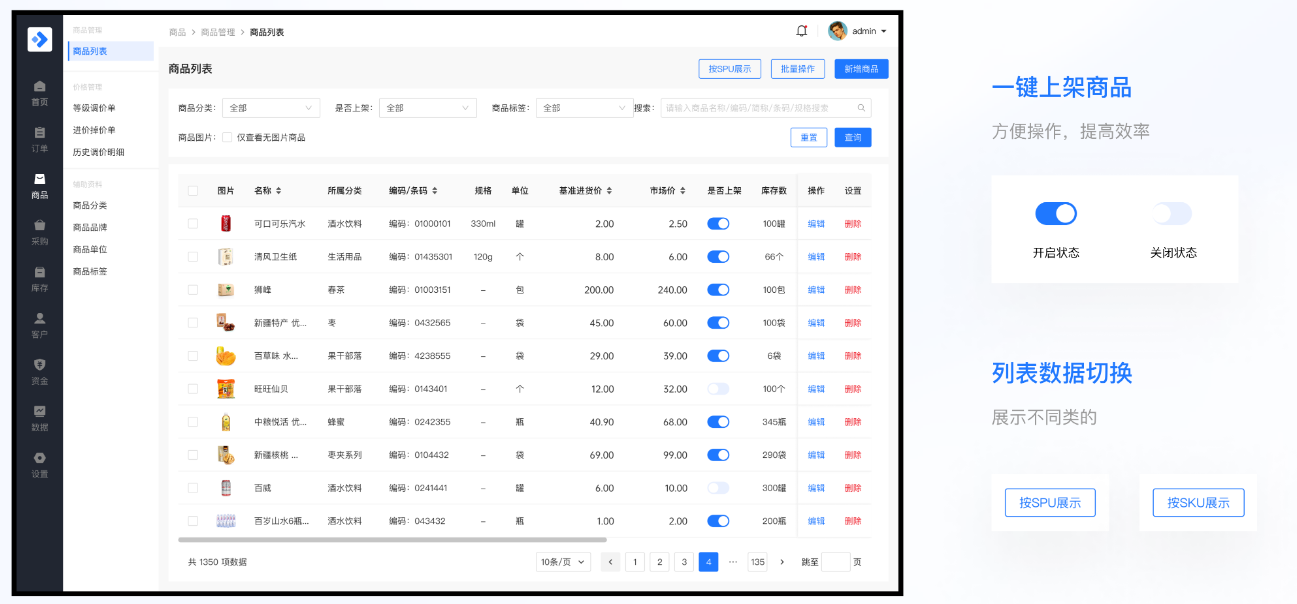 商品管理
商品列表
价格管理
等级调价单
进价掉价单
历史调价明细
辅助资料
商品分类
商品品牌
商品单位
商品标签
首页
订单
商品
采购
库存
客户
资金
数据
设置
商品 > 商品管理 > 商品列表
admin
商品列表
按SPU展示 批量操作 新增商品
商品分类： 全部 是否上架： 全部 商品标签： 全部 搜索： 请输入商品名称/编码/简称/条码/规格搜索
商品图片： 仅查看无图片商品 重置 查询
图片 名称 所属分类 编码/条码 规格 单位 基准进货价 市场价 是否上架 库存数 操作 设置
可口可乐汽水 酒水饮料 编码：01000101 330ml 罐 2.00 2.50 100罐 编辑 删除
清风卫生纸 生活用品 编码：01435301 120g 个 8.00 6.00 66个 编辑 删除
狮峰 春茶 编码：01003151 – 包 200.00 240.00 100包 编辑 删除
新疆特产 优... 枣 编码：0432565 – 袋 45.00 60.00 100袋 编辑 删除
百草味 水... 果干部落 编码：4238555 – 袋 29.00 39.00 6袋 编辑 删除
旺旺仙贝 果干部落 编码：0143401 – 个 12.00 32.00 100个 编辑 删除
中粮悦活 优... 蜂蜜 编码：0242355 – 瓶 40.90 68.00 345瓶 编辑 删除
新疆核桃 ... 枣夹系列 编码：0104432 – 袋 69.00 99.00 290袋 编辑 删除
百威 酒水饮料 编码：0241441 – 罐 6.00 10.00 300罐 编辑 删除
百岁山水6瓶... 酒水饮料 编码：043432 – 瓶 1.00 2.00 200瓶 编辑 删除
共 1350 项数据 10条/页 < 1 2 3 4 ··· 135 > 跳至 页
一键上架商品
方便操作，提高效率
开启状态 关闭状态
列表数据切换
展示不同类的
按SPU展示 按SKU展示